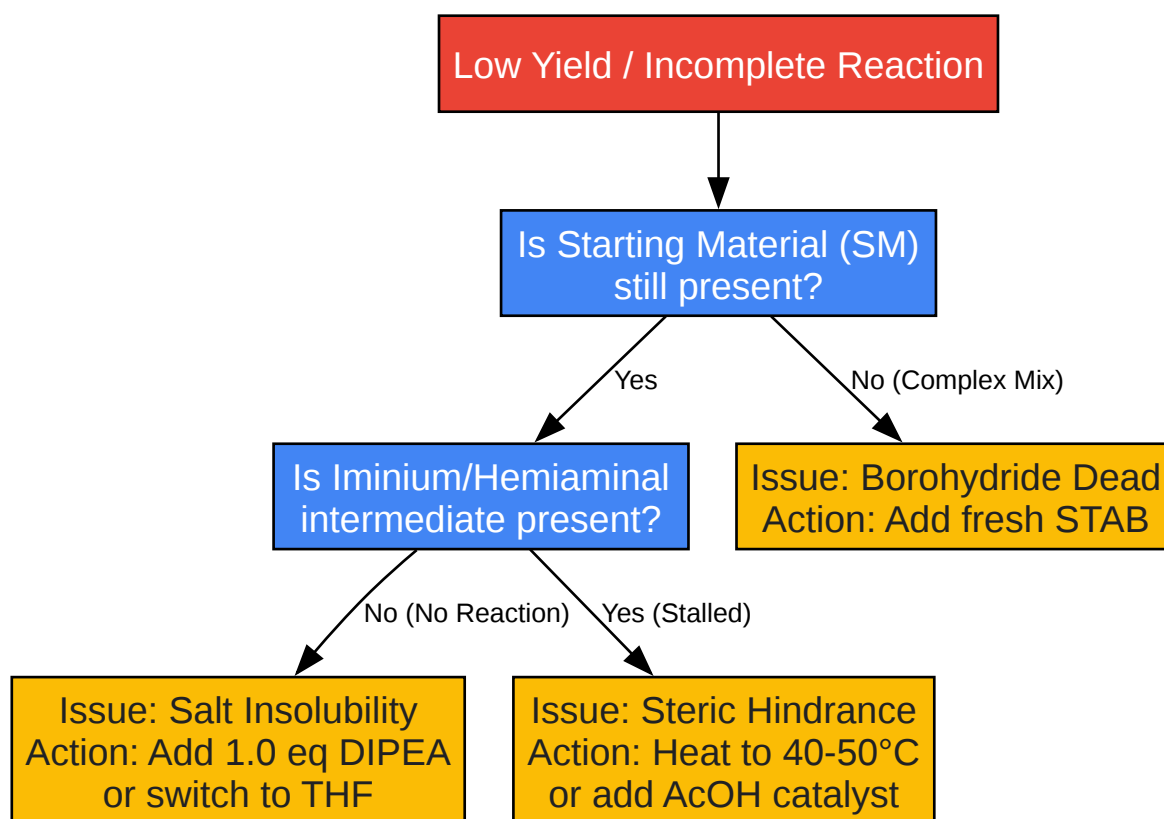 Low Yield / Incomplete Reaction
Is Starting Material (SM)
still present?
Yes
No (Complex Mix)
Is Iminium/Hemiaminal
intermediate present?
Issue: Borohydride Dead
Action: Add fresh STAB
No (No Reaction)
Yes (Stalled)
Issue: Salt Insolubility
Action: Add 1.0 eq DIPEA
or switch to THF
Issue: Steric Hindrance
Action: Heat to 40-50°C
or add AcOH catalyst